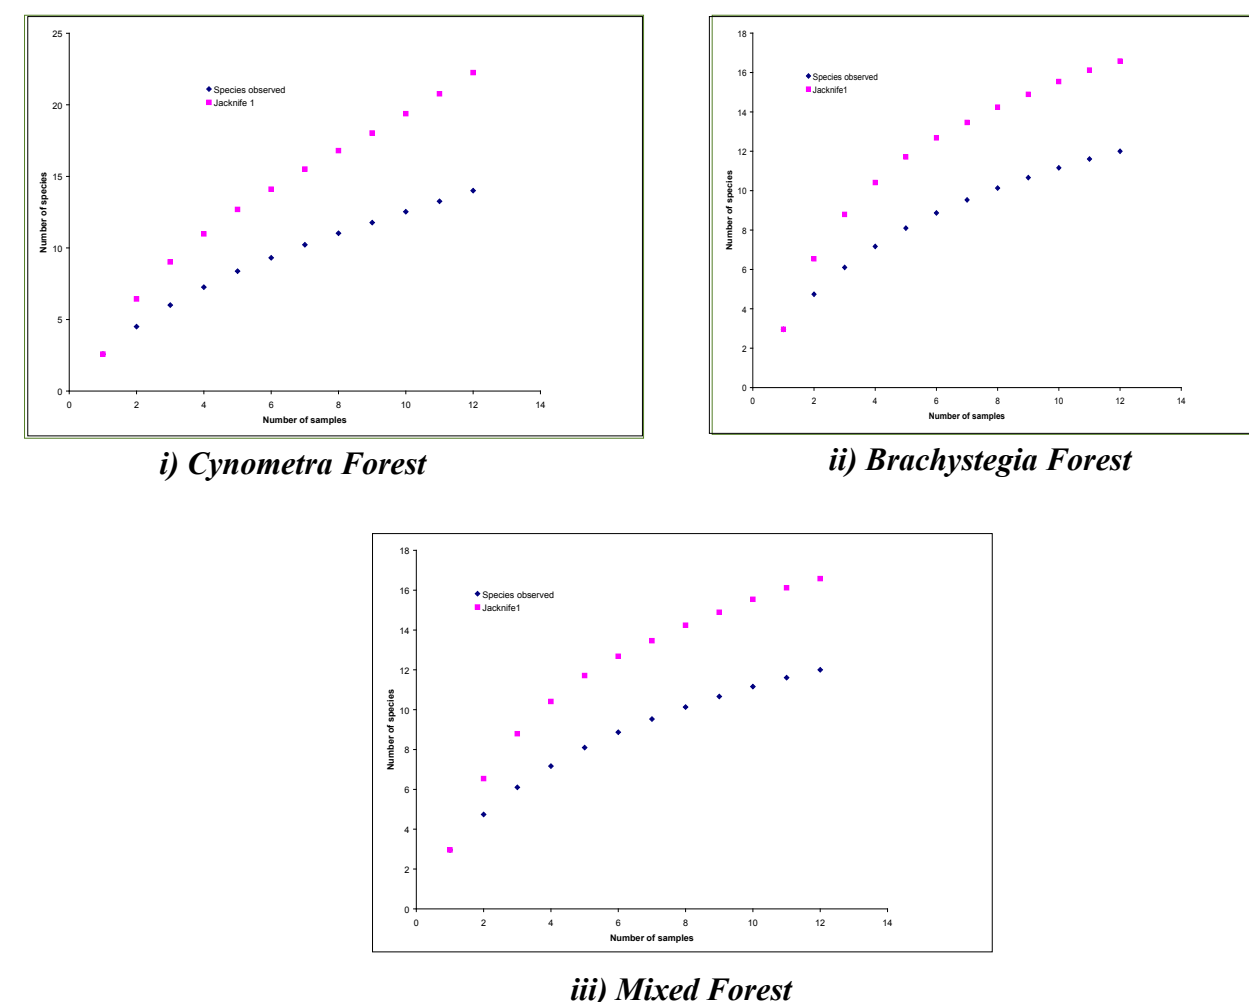 25
20
15
10
5
0
0 2 4 6 8 10 12 14
Number of species
Number of samples
Species observed
Jacknife 1
i) Cynometra Forest
18
16
14
12
10
8
6
4
2
0
0 2 4 6 8 10 12 14
Number of species
Number of samples
Species observed
Jacknife1
ii) Brachystegia Forest
18
16
14
12
10
8
6
4
2
0
0 2 4 6 8 10 12 14
Number of species
Number of samples
Species observed
Jacknife1
iii) Mixed Forest